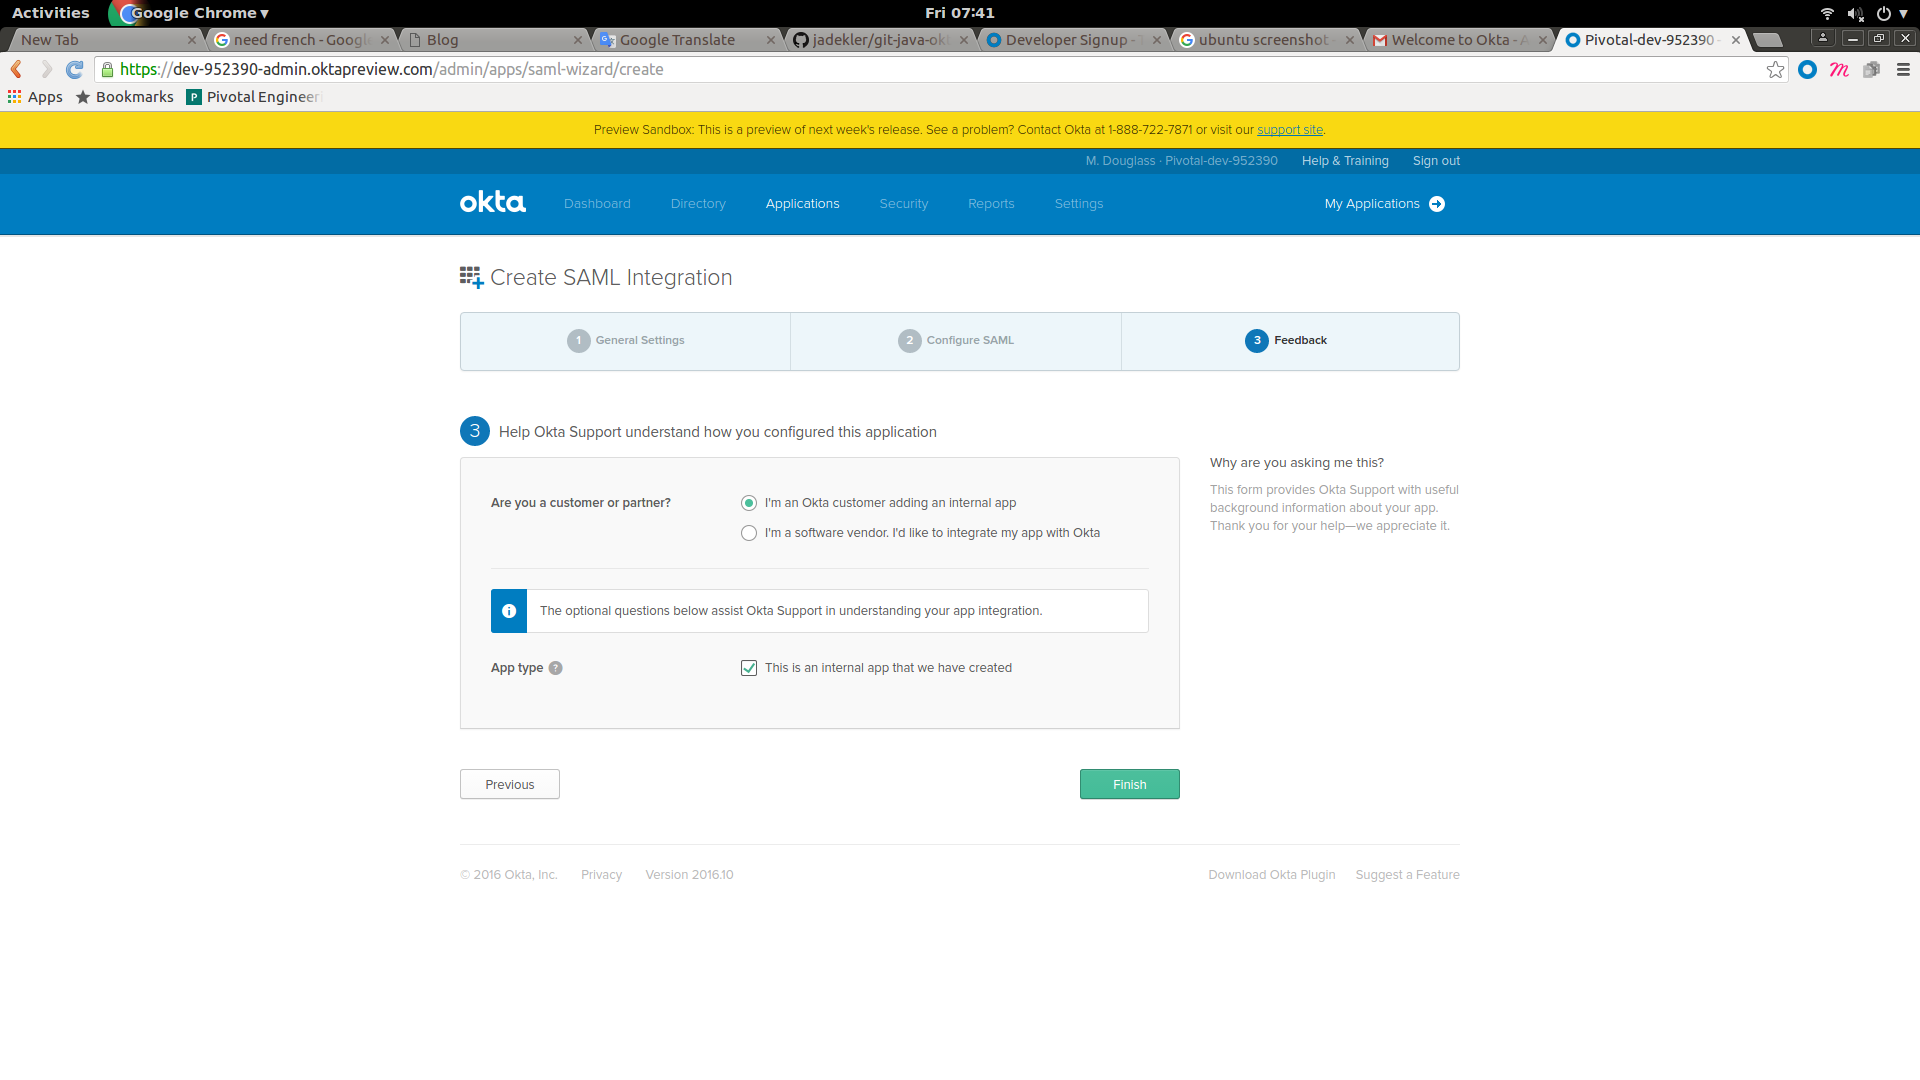 Activities
Google Chrome ▾
Fri 07:41
New Tab
need french - Googl
Blog
Google Translate
jadekler/git-java-okt
Developer Signup -
ubuntu screenshot
Welcome to Okta - A
Pivotal-dev-952390 -
https://dev-952390-admin.oktapreview.com/admin/apps/saml-wizard/create
Apps
Bookmarks
P
Pivotal Engineeri
Preview Sandbox: This is a preview of next week's release. See a problem? Contact Okta at 1-888-722-7871 or visit our support site.
M. Douglass · Pivotal-dev-952390
Help & Training
Sign out
okta
Dashboard
Directory
Applications
Security
Reports
Settings
My Applications
Create SAML Integration
1 General Settings
2 Configure SAML
3 Feedback
3 Help Okta Support understand how you configured this application
Are you a customer or partner?
I'm an Okta customer adding an internal app
I'm a software vendor. I'd like to integrate my app with Okta
The optional questions below assist Okta Support in understanding your app integration.
App type ?
This is an internal app that we have created
Why are you asking me this?
This form provides Okta Support with useful
background information about your app.
Thank you for your help—we appreciate it.
Previous
Finish
© 2016 Okta, Inc.
Privacy
Version 2016.10
Download Okta Plugin
Suggest a Feature